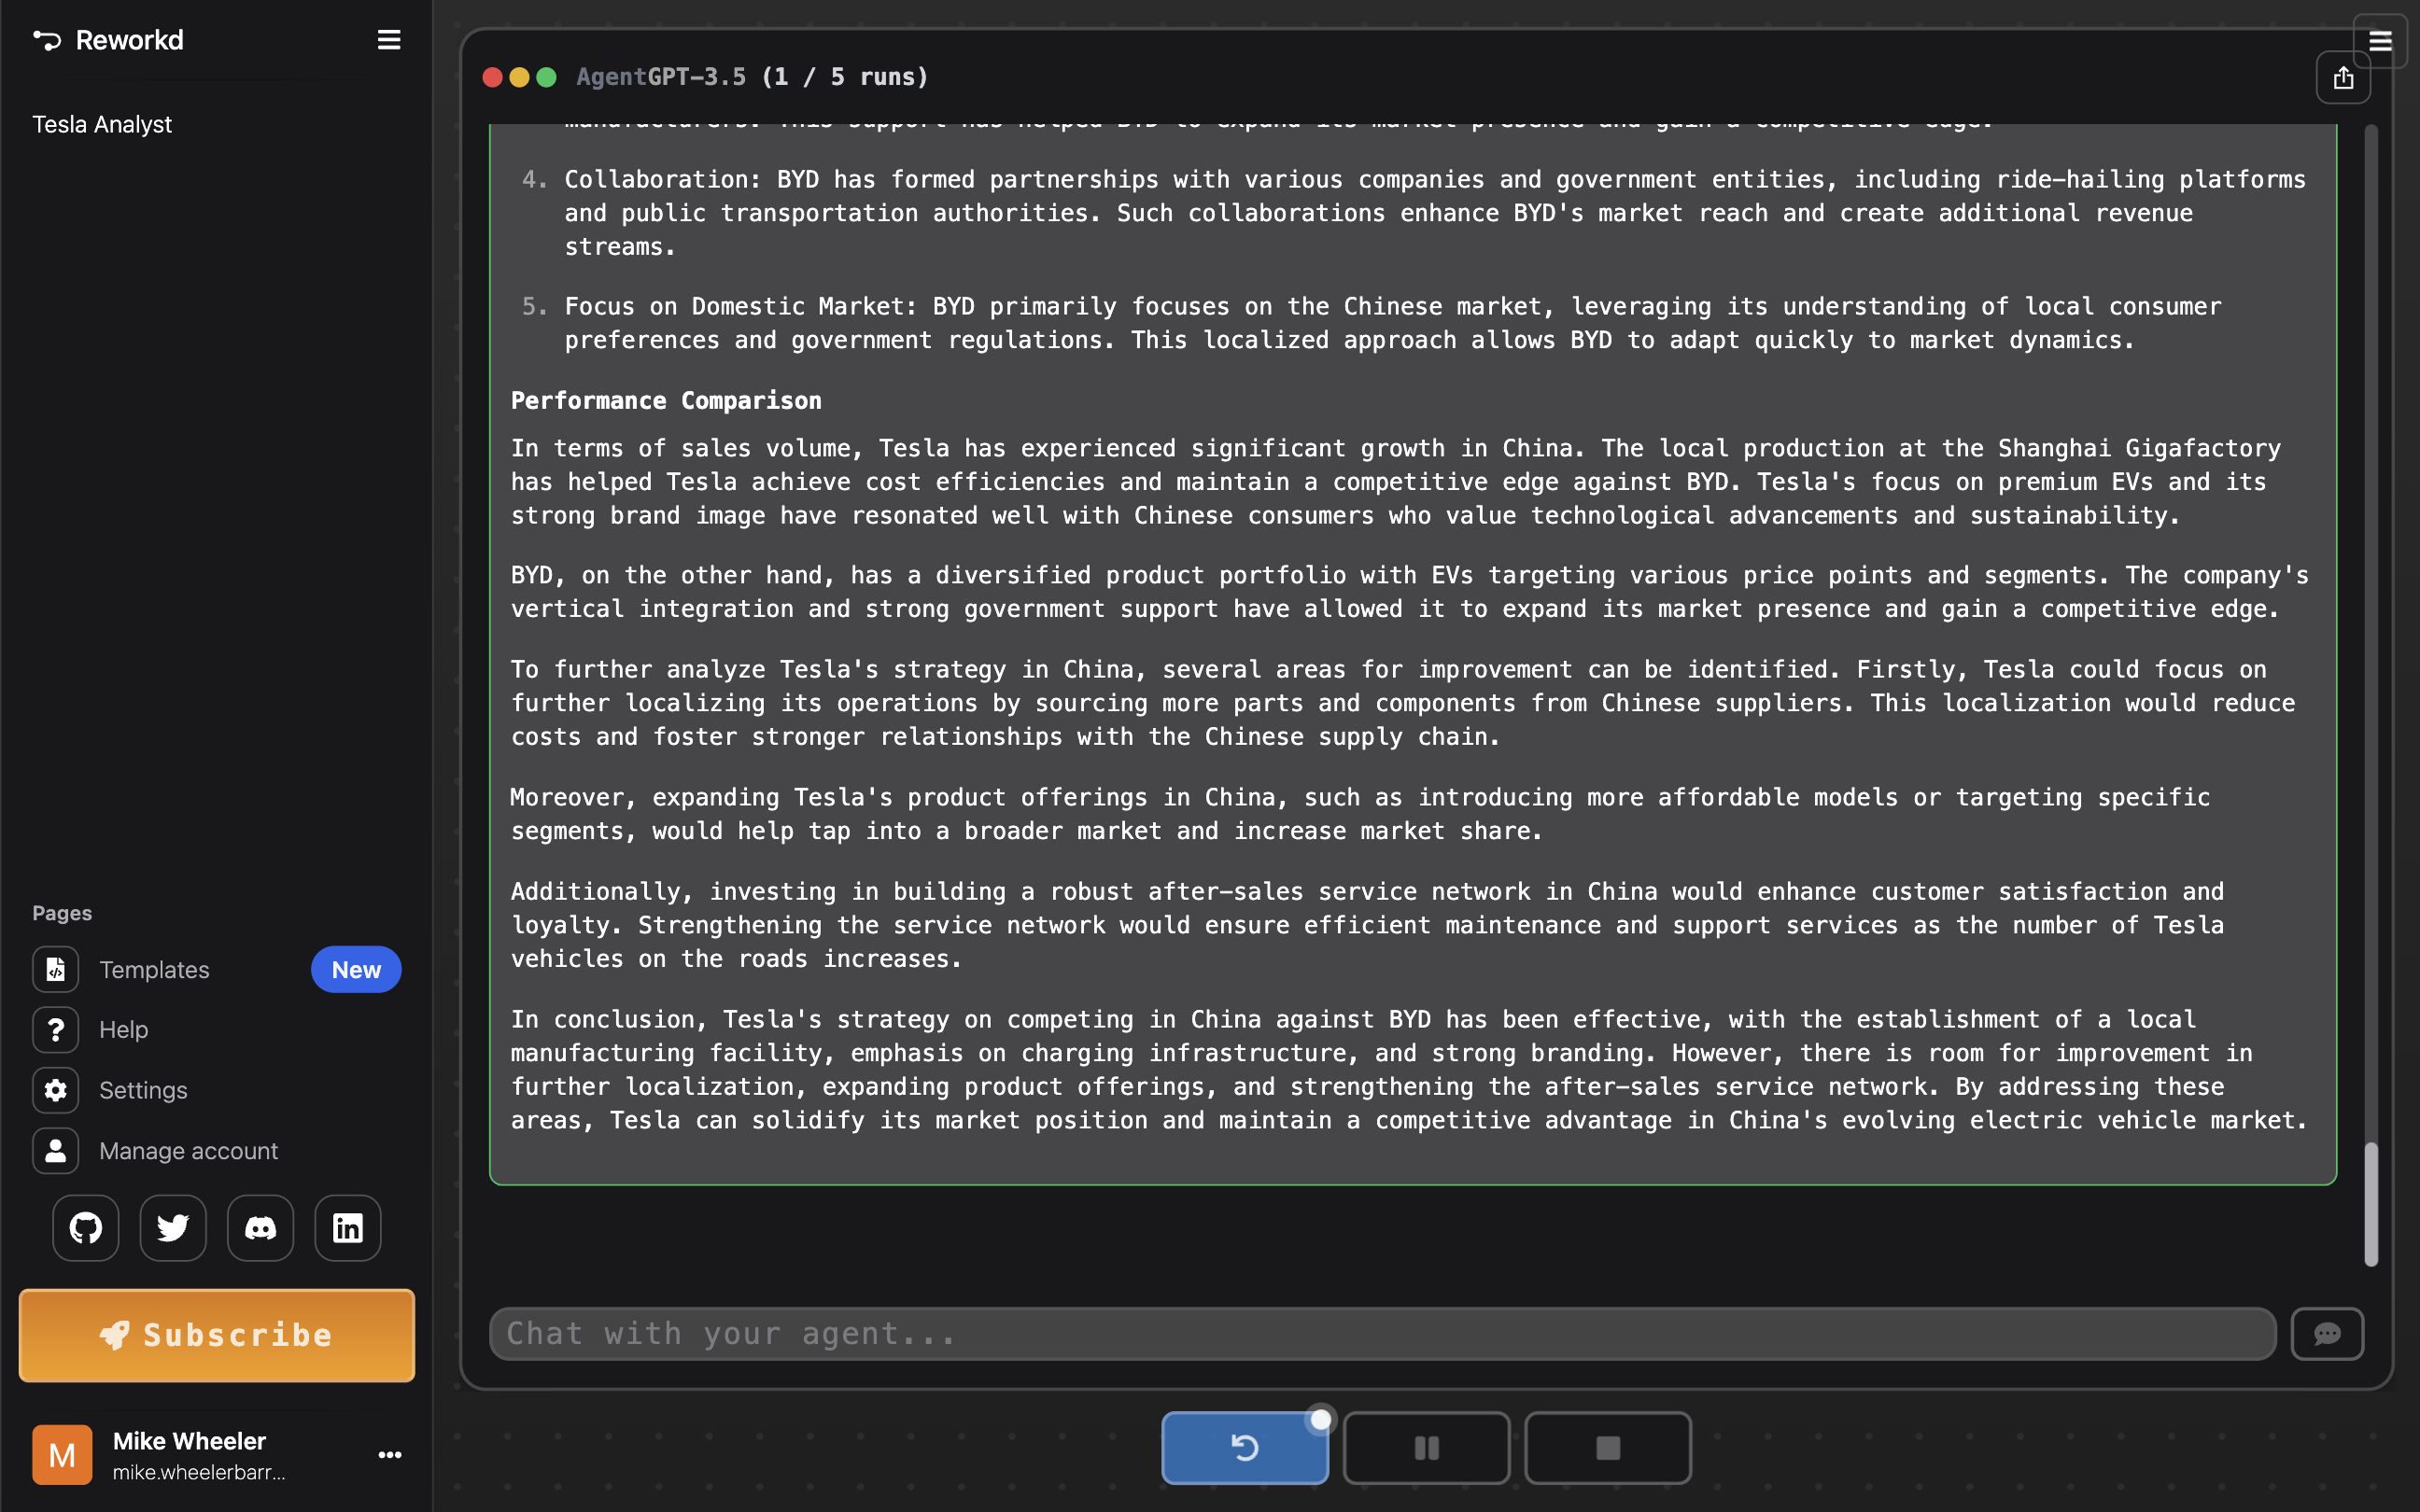 Reworkd
Tesla Analyst
Pages
Templates
New
Help
Settings
Manage account
Subscribe
M
Mike Wheeler
mike.wheelerbarr...
AgentGPT-3.5 (1 / 5 runs)
manufacturers. This support has helped BYD to expand its market presence and gain a competitive edge.
4. Collaboration: BYD has formed partnerships with various companies and government entities, including ride-hailing platforms
and public transportation authorities. Such collaborations enhance BYD's market reach and create additional revenue
streams.
5. Focus on Domestic Market: BYD primarily focuses on the Chinese market, leveraging its understanding of local consumer
preferences and government regulations. This localized approach allows BYD to adapt quickly to market dynamics.
Performance Comparison
In terms of sales volume, Tesla has experienced significant growth in China. The local production at the Shanghai Gigafactory
has helped Tesla achieve cost efficiencies and maintain a competitive edge against BYD. Tesla's focus on premium EVs and its
strong brand image have resonated well with Chinese consumers who value technological advancements and sustainability.
BYD, on the other hand, has a diversified product portfolio with EVs targeting various price points and segments. The company's
vertical integration and strong government support have allowed it to expand its market presence and gain a competitive edge.
To further analyze Tesla's strategy in China, several areas for improvement can be identified. Firstly, Tesla could focus on
further localizing its operations by sourcing more parts and components from Chinese suppliers. This localization would reduce
costs and foster stronger relationships with the Chinese supply chain.
Moreover, expanding Tesla's product offerings in China, such as introducing more affordable models or targeting specific
segments, would help tap into a broader market and increase market share.
Additionally, investing in building a robust after-sales service network in China would enhance customer satisfaction and
loyalty. Strengthening the service network would ensure efficient maintenance and support services as the number of Tesla
vehicles on the roads increases.
In conclusion, Tesla's strategy on competing in China against BYD has been effective, with the establishment of a local
manufacturing facility, emphasis on charging infrastructure, and strong branding. However, there is room for improvement in
further localization, expanding product offerings, and strengthening the after-sales service network. By addressing these
areas, Tesla can solidify its market position and maintain a competitive advantage in China's evolving electric vehicle market.
Chat with your agent...